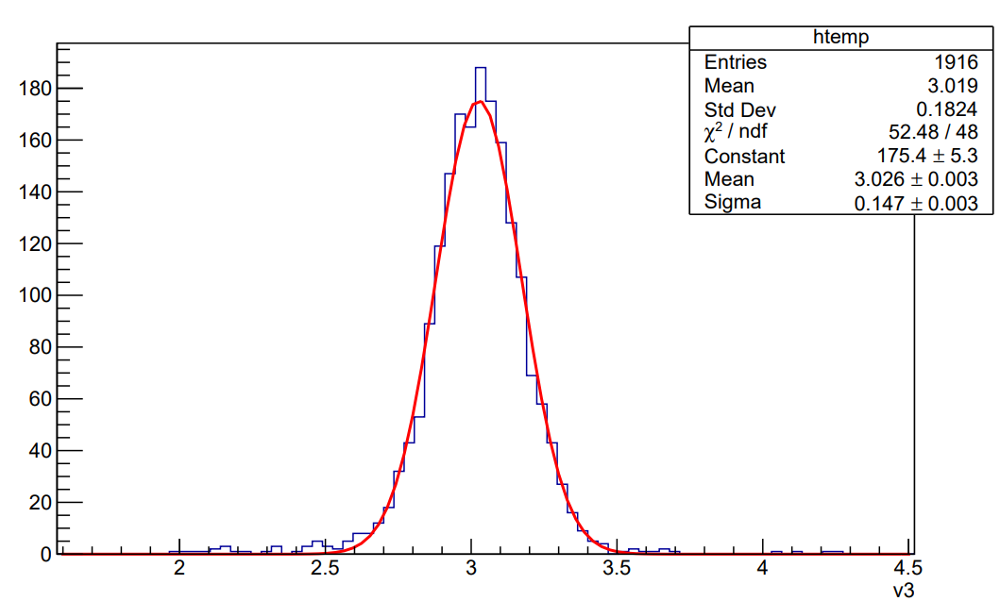 htemp
Entries 1916
Mean 3.019
Std Dev 0.1824
χ² / ndf 52.48 / 48
Constant 175.4 ± 5.3
Mean 3.026 ± 0.003
Sigma 0.147 ± 0.003
180
160
140
120
100
80
60
40
20
0
2 2.5 3 3.5 4 4.5
v3